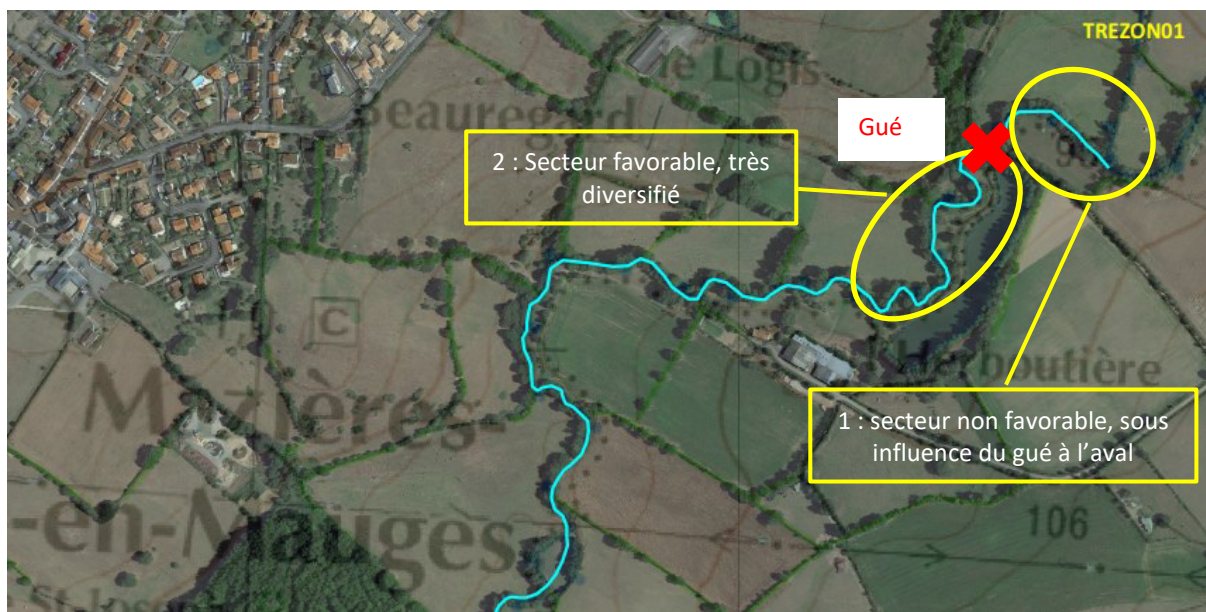 TREZON01
le Logis
Beauregard
Gué
2 : Secteur favorable, très
diversifié
C
Herboutière
Mazières-
1 : secteur non favorable, sous
influence du gué à l’aval
-en-Mauges
106